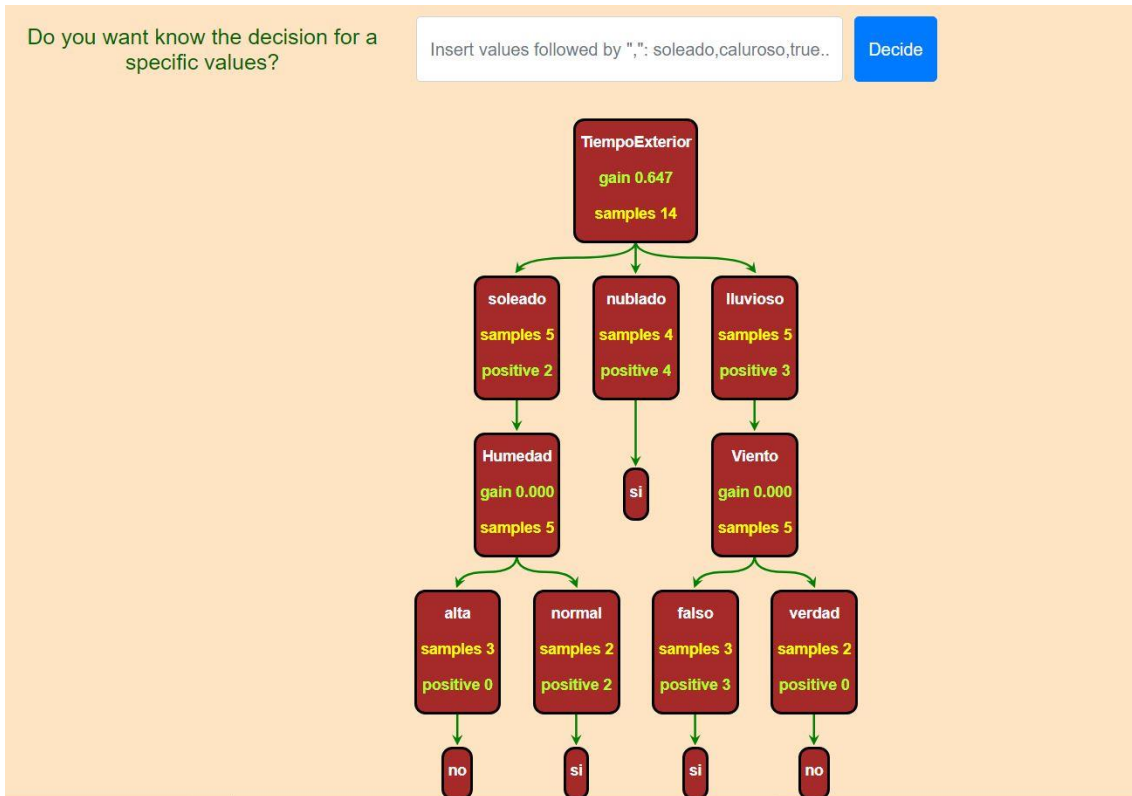 Do you want know the decision for a
specific values?
Insert values followed by ",": soleado,caluroso,true..
Decide
TiempoExterior
gain 0.647
samples 14
soleado
samples 5
positive 2
nublado
samples 4
positive 4
lluvioso
samples 5
positive 3
Humedad
gain 0.000
samples 5
si
Viento
gain 0.000
samples 5
alta
samples 3
positive 0
normal
samples 2
positive 2
falso
samples 3
positive 3
verdad
samples 2
positive 0
no
si
si
no